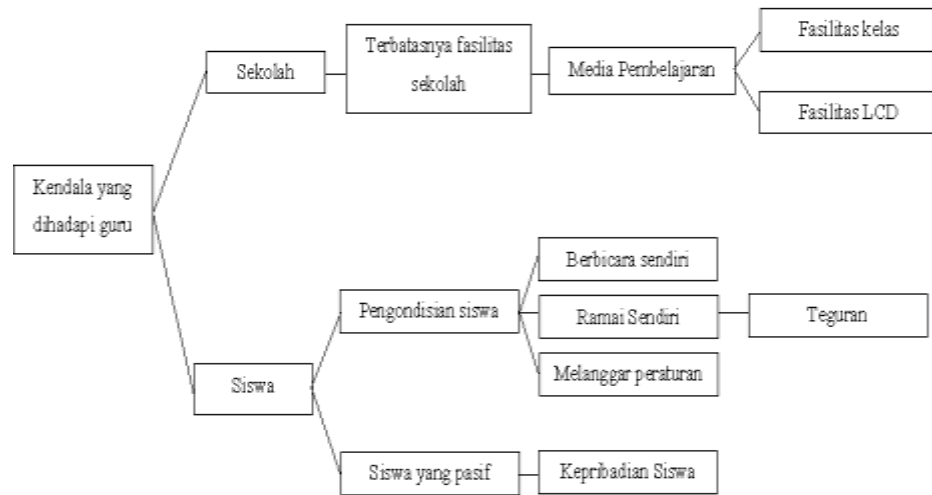 Fasilitas kelas
Terbatasnya fasilitas
sekolah
Sekolah
Media Pembelajaran
Fasilitas LCD
Kendala yang
dihadapi guru
Berbicara sendiri
Pengondisian siswa
Ramai Sendiri
Teguran
Melanggar peraturan
Siswa
Siswa yang pasif
Kepribadian Siswa